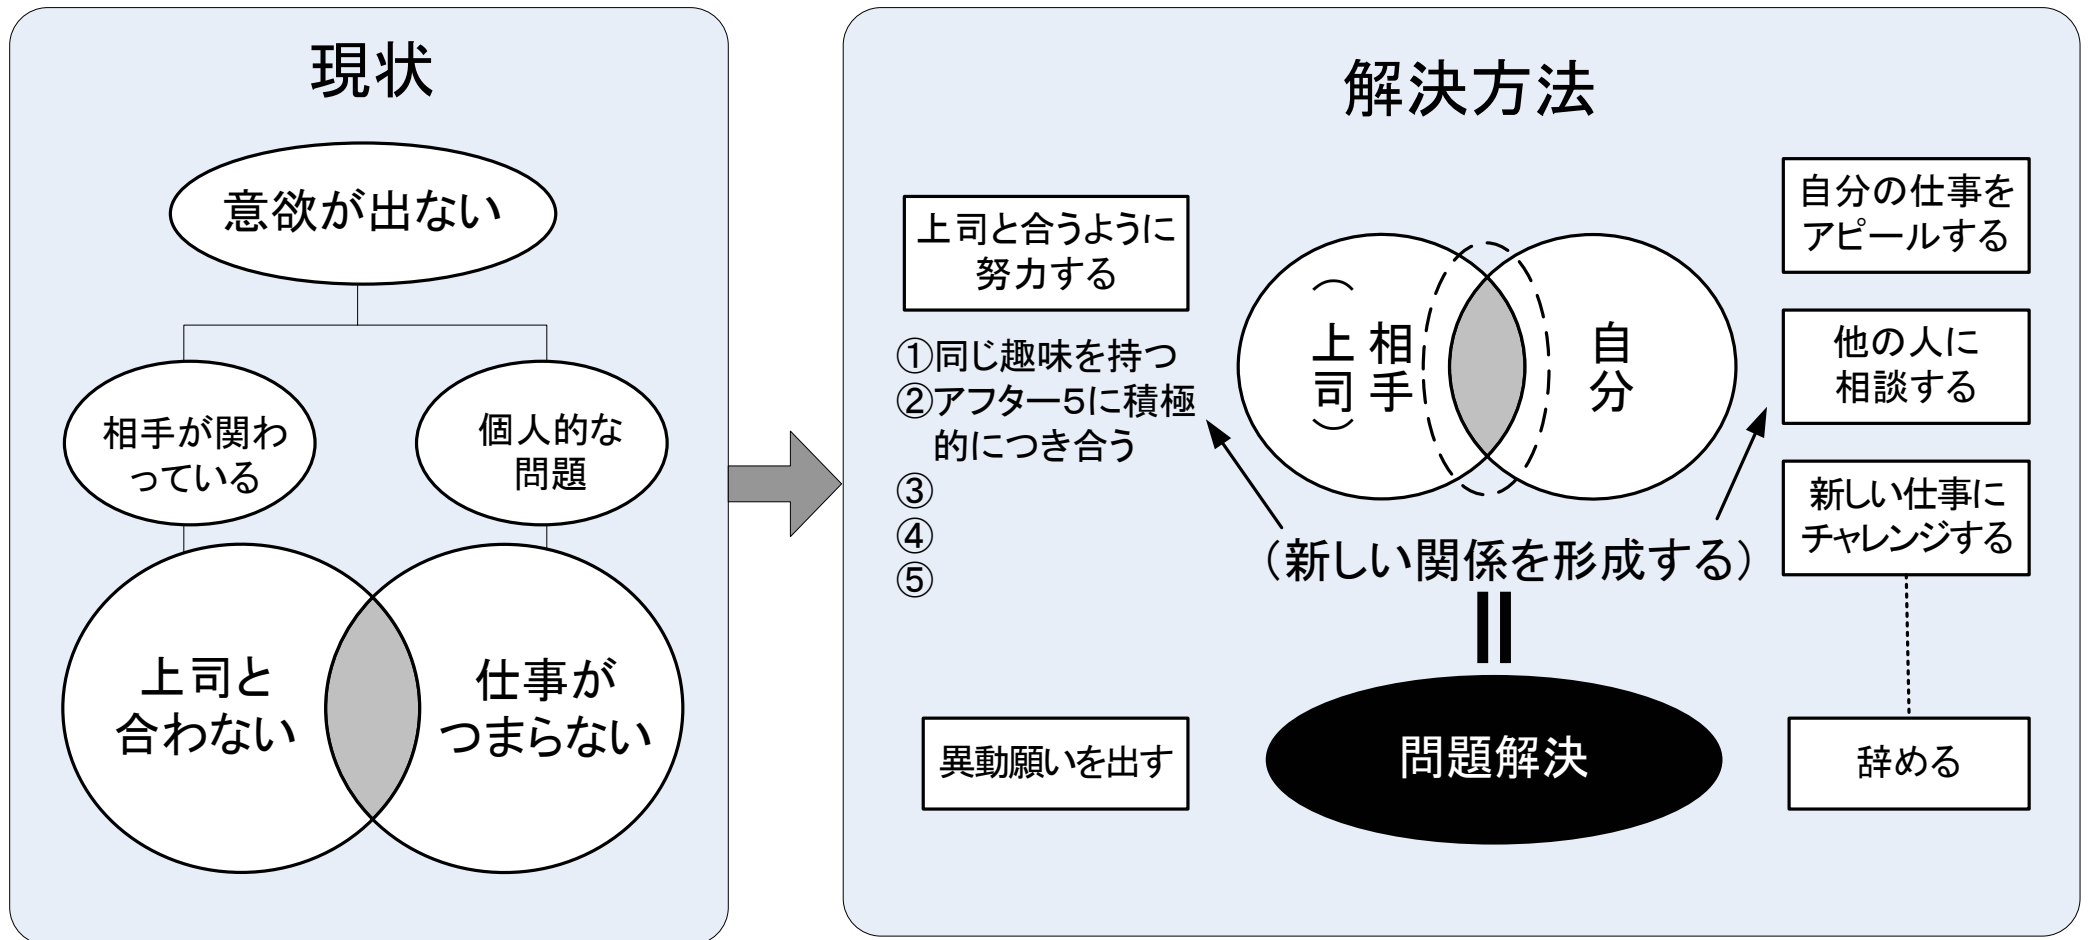 現状
意欲が出ない
相手が関わ
っている
個人的な
問題
上司と
合わない
仕事が
つまらない
解決方法
上司と合うように
努力する
①同じ趣味を持つ
②アフター5に積極
的につき合う
③
④
⑤
相手
(上司)
自分
(新しい関係を形成する)
問題解決
異動願いを出す
自分の仕事を
アピールする
他の人に
相談する
新しい仕事に
チャレンジする
辞める